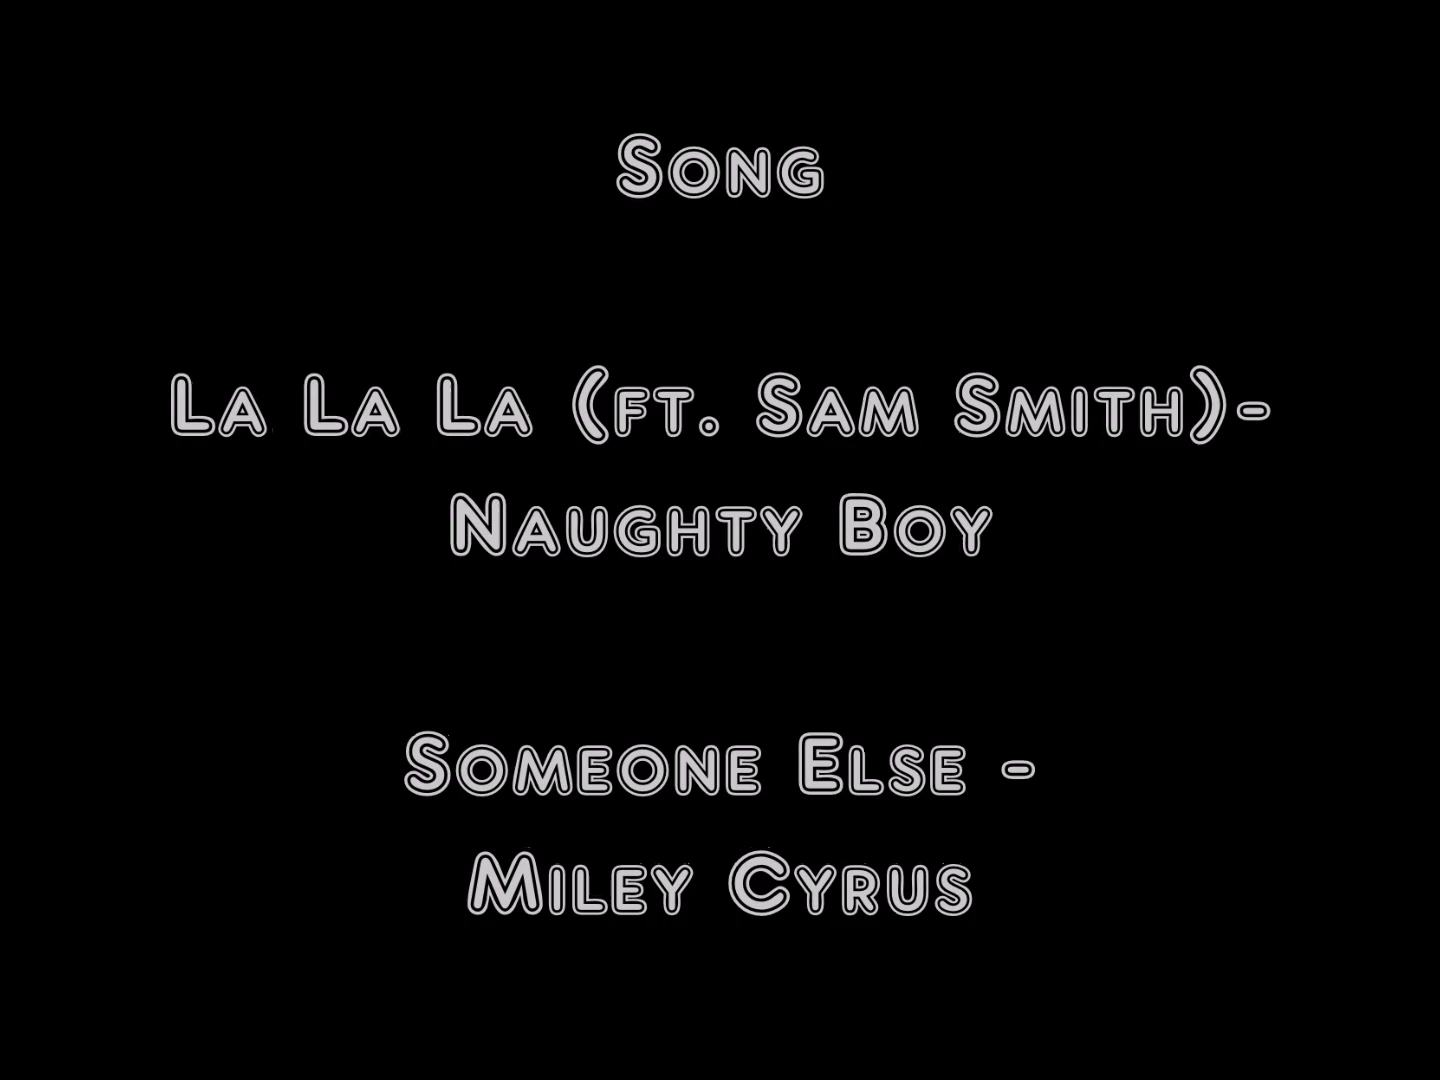 Song
La La La (ft. Sam Smith)-
Naughty Boy
Someone Else -
Miley Cyrus